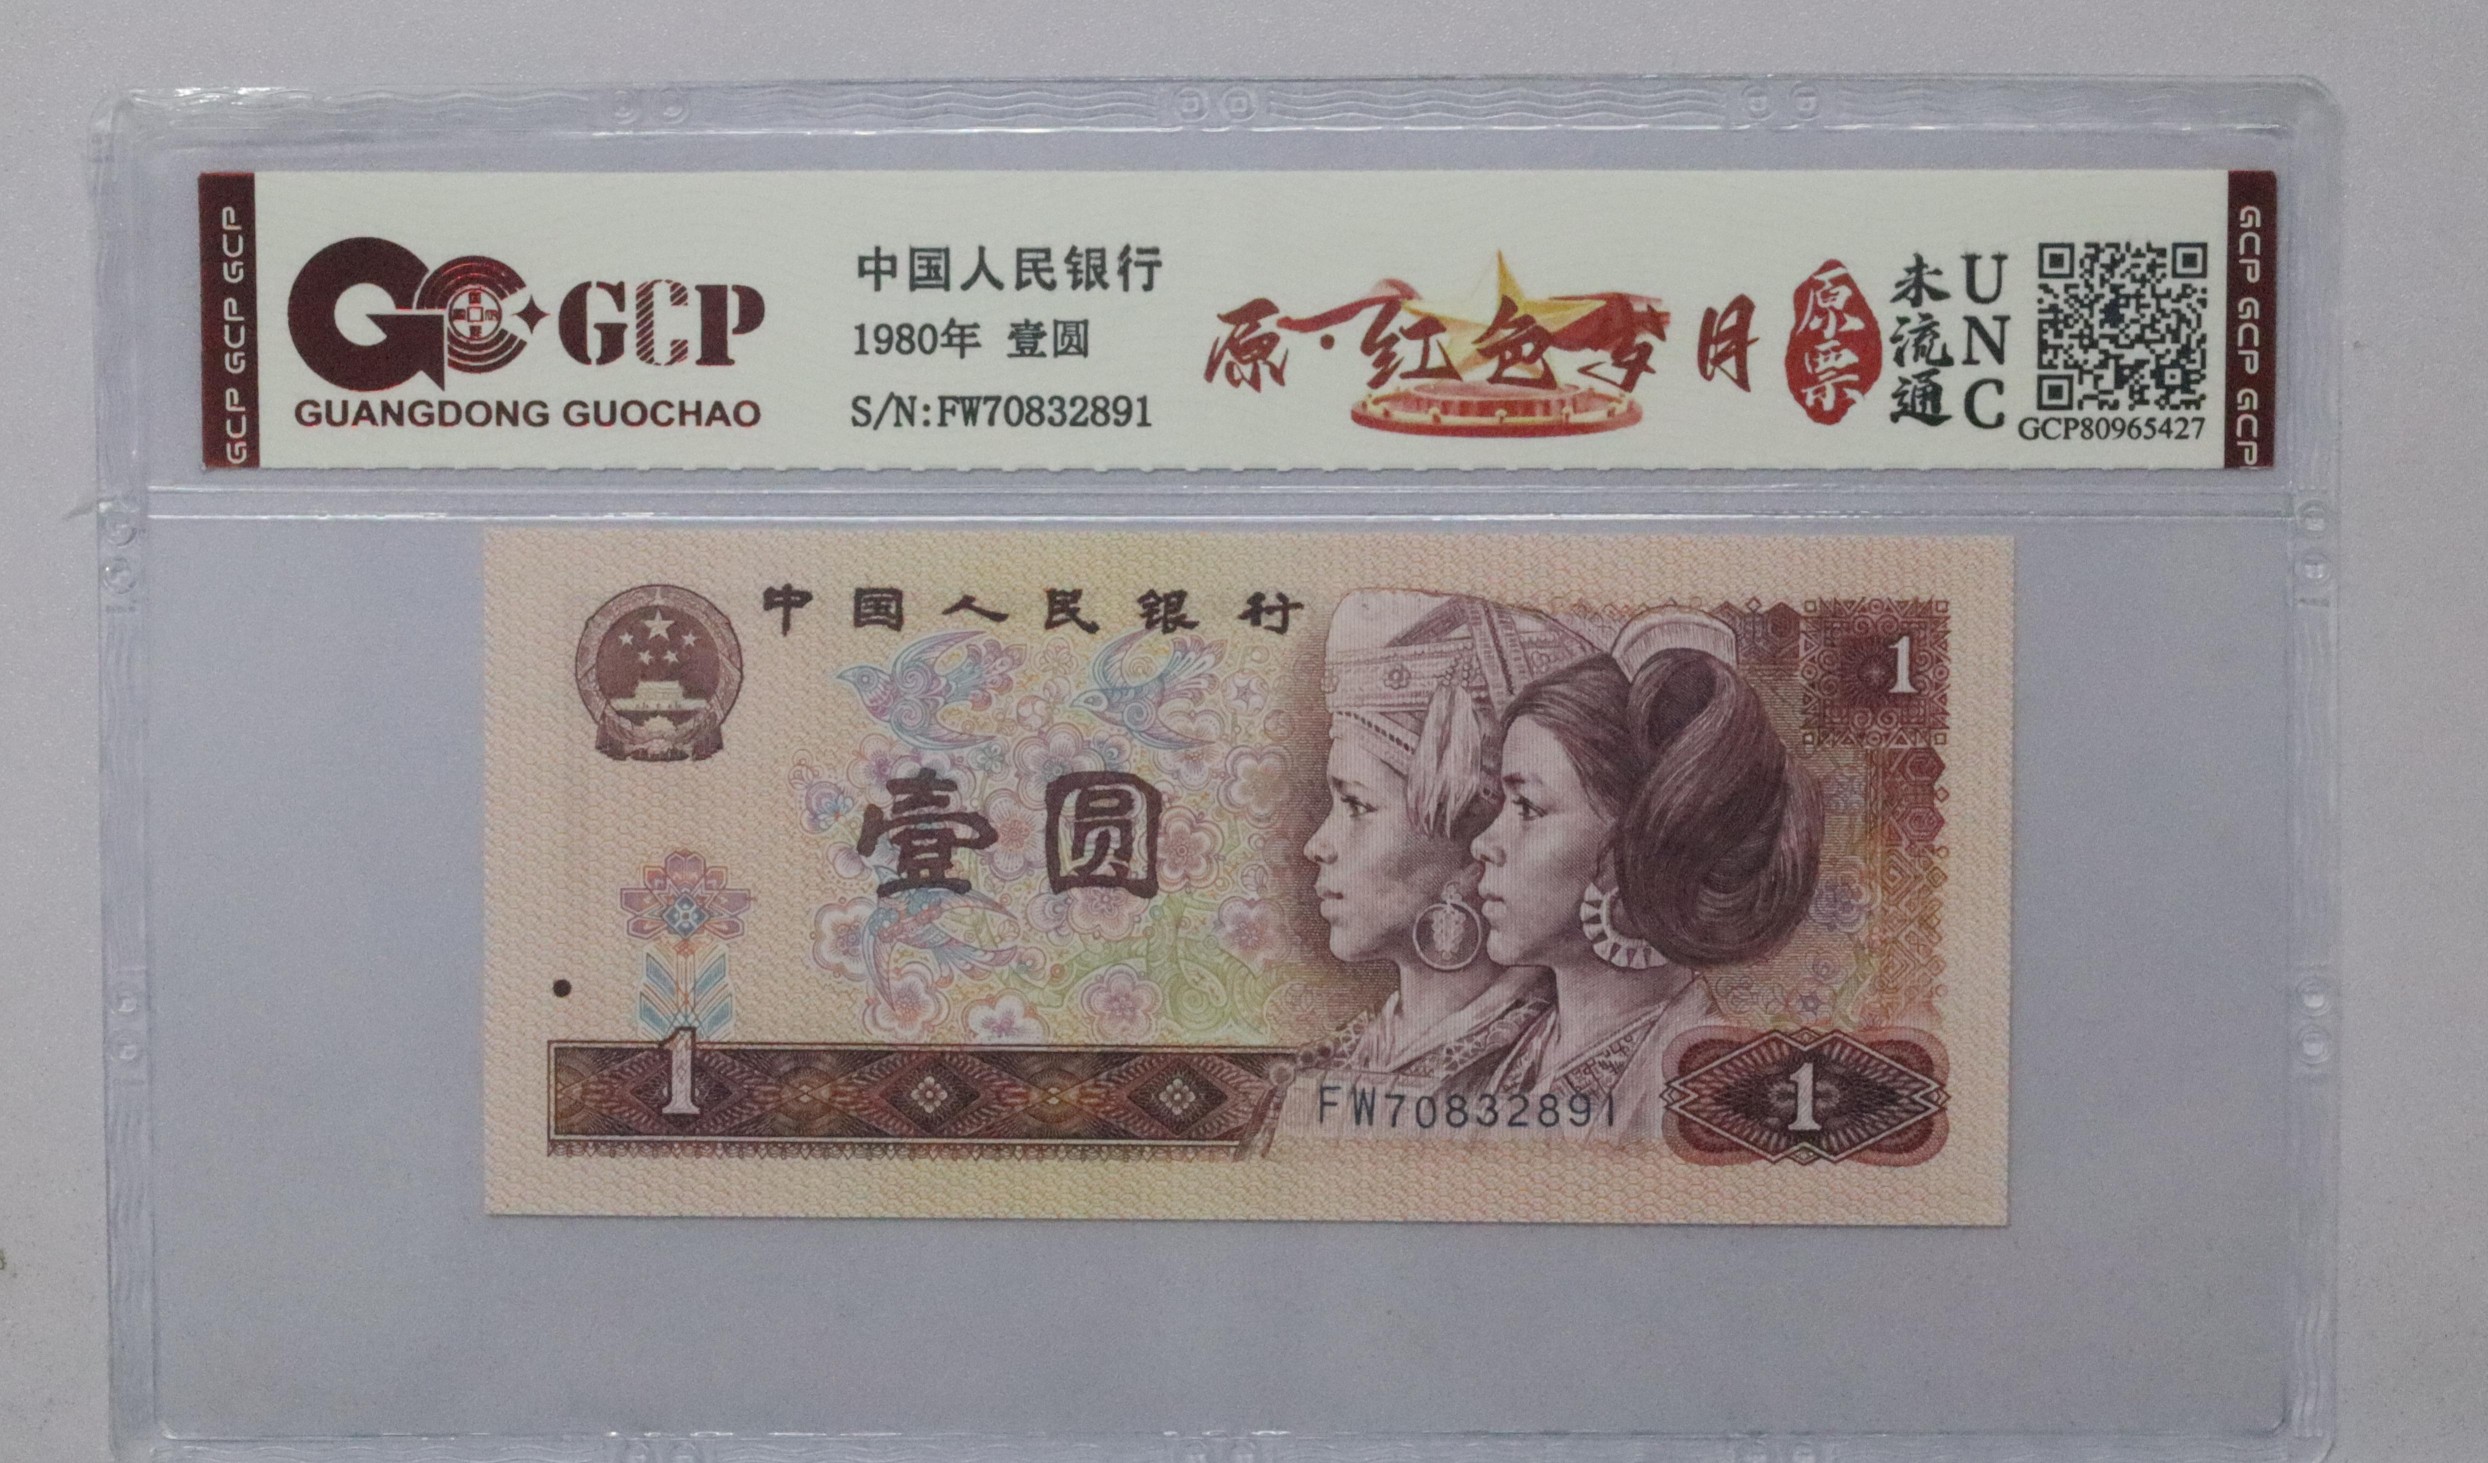 GCP GCP GCP
GCP
GUANGDONG GUOCHAO
中国人民银行
1980年 壹圆
S/N:FW70832891
原·红色岁月
原票
未流通
UNC
GCP80965427
GCP GCP GCP
中国人民银行
1
壹圆
1
FW70832891
1